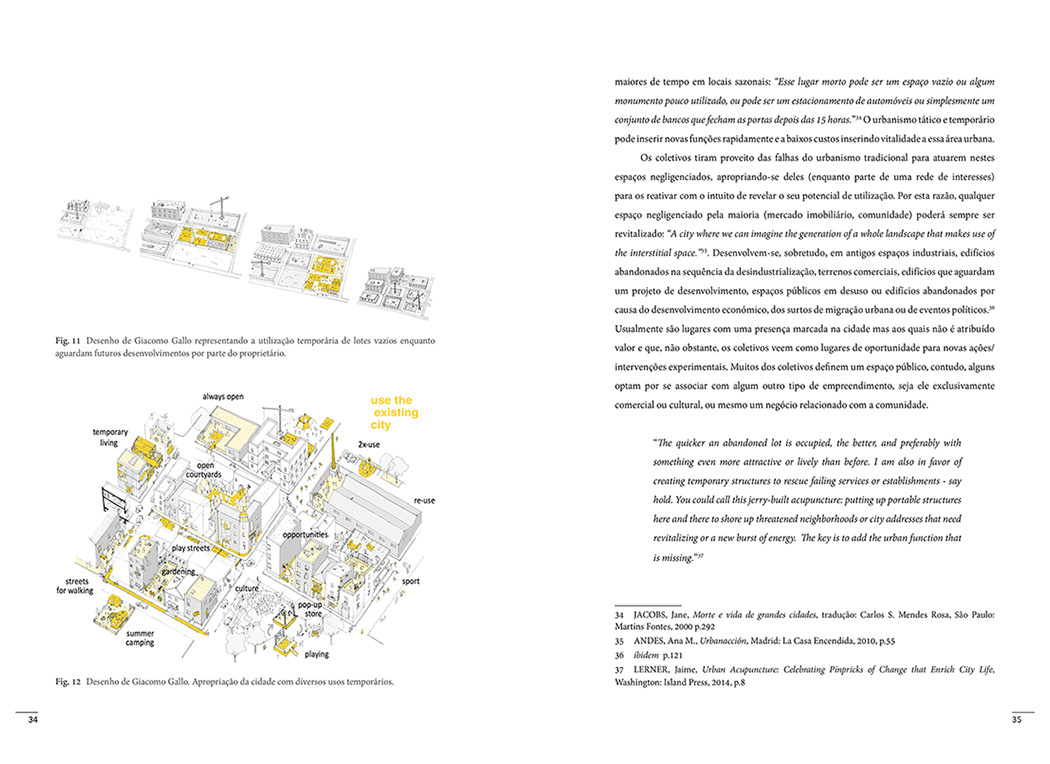 Fig. 11 Desenho de Giacomo Gallo representando a utilização temporária de lotes vazios enquanto
aguardam futuros desenvolvimentos por parte do proprietário.
always open
use the
existing
city
temporary
living
2x-use
open
courtyards
re-use
opportunities
play streets
gardening
streets
for walking
culture
sport
pop-up
store
summer
camping
playing
Fig. 12 Desenho de Giacomo Gallo. Apropriação da cidade com diversos usos temporários.
34
maiores de tempo em locais sazonais: “Esse lugar morto pode ser um espaço vazio ou algum
monumento pouco utilizado, ou pode ser um estacionamento de automóveis ou simplesmente um
conjunto de bancos que fecham as portas depois das 15 horas.”34 O urbanismo tático e temporário
pode inserir novas funções rapidamente e a baixos custos inserindo vitalidade a essa área urbana.
Os coletivos tiram proveito das falhas do urbanismo tradicional para atuarem nestes
espaços negligenciados, apropriando-se deles (enquanto parte de uma rede de interesses)
para os reativar com o intuito de revelar o seu potencial de utilização. Por esta razão, qualquer
espaço negligenciado pela maioria (mercado imobiliário, comunidade) poderá sempre ser
revitalizado: “A city where we can imagine the generation of a whole landscape that makes use of
the interstitial space.”35. Desenvolvem-se, sobretudo, em antigos espaços industriais, edifícios
abandonados na sequência da desindustrialização, terrenos comerciais, edifícios que aguardam
um projeto de desenvolvimento, espaços públicos em desuso ou edifícios abandonados por
causa do desenvolvimento económico, dos surtos de migração urbana ou de eventos políticos.36
Usualmente são lugares com uma presença marcada na cidade mas aos quais não é atribuído
valor e que, não obstante, os coletivos veem como lugares de oportunidade para novas ações/
intervenções experimentais. Muitos dos coletivos definem um espaço público, contudo, alguns
optam por se associar com algum outro tipo de empreendimento, seja ele exclusivamente
comercial ou cultural, ou mesmo um negócio relacionado com a comunidade.
“The quicker an abandoned lot is occupied, the better, and preferably with
something even more attractive or lively than before. I am also in favor of
creating temporary structures to rescue failing services or establishments - say
hold. You could call this jerry-built acupuncture: putting up portable structures
here and there to shore up threatened neighborhoods or city addresses that need
revitalizing or a new burst of energy. The key is to add the urban function that
is missing.”37
34 JACOBS, Jane, Morte e vida de grandes cidades, tradução: Carlos S. Mendes Rosa, São Paulo:
Martins Fontes, 2000 p.292
35 ANDES, Ana M., Urbanacción, Madrid: La Casa Encendida, 2010, p.55
36 ibidem p.121
37 LERNER, Jaime, Urban Acupuncture: Celebrating Pinpricks of Change that Enrich City Life,
Washington: Island Press, 2014, p.8
35